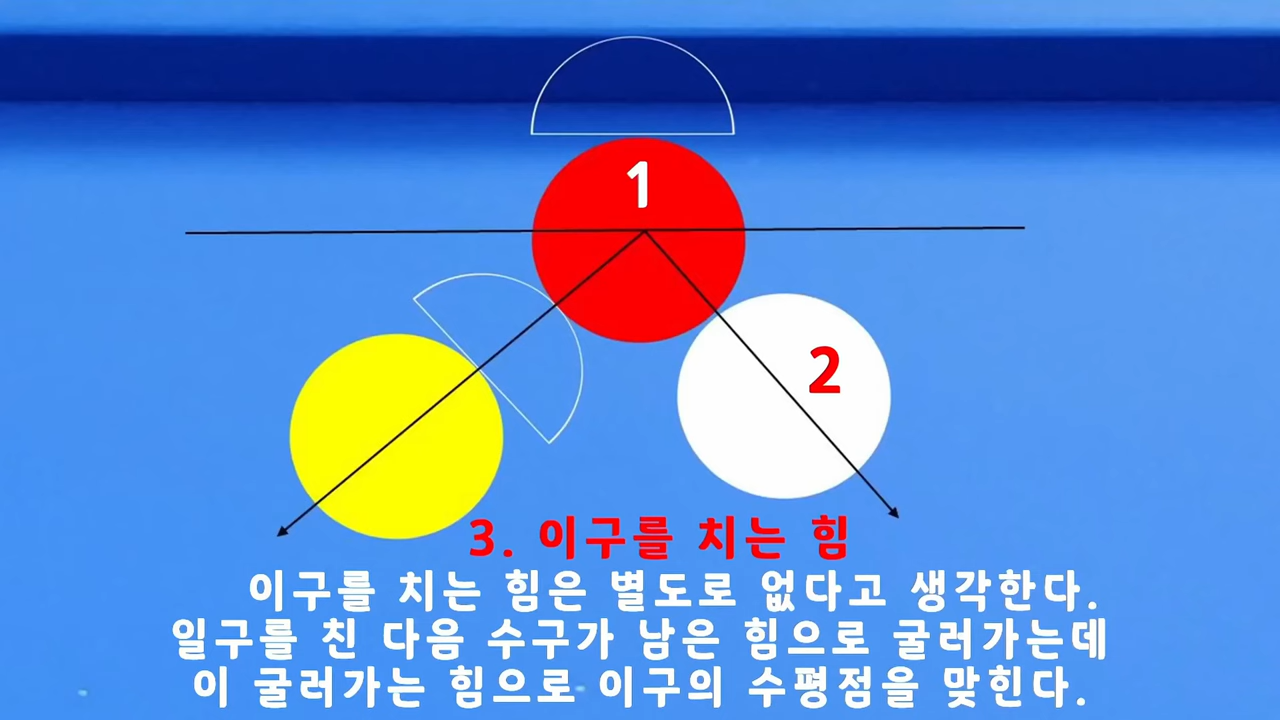 1
2
3. 이구를 치는 힘
이구를 치는 힘은 별도로 없다고 생각한다.
일구를 친 다음 수구가 남은 힘으로 굴러가는데
이 굴러가는 힘으로 이구의 수평점을 맞힌다.